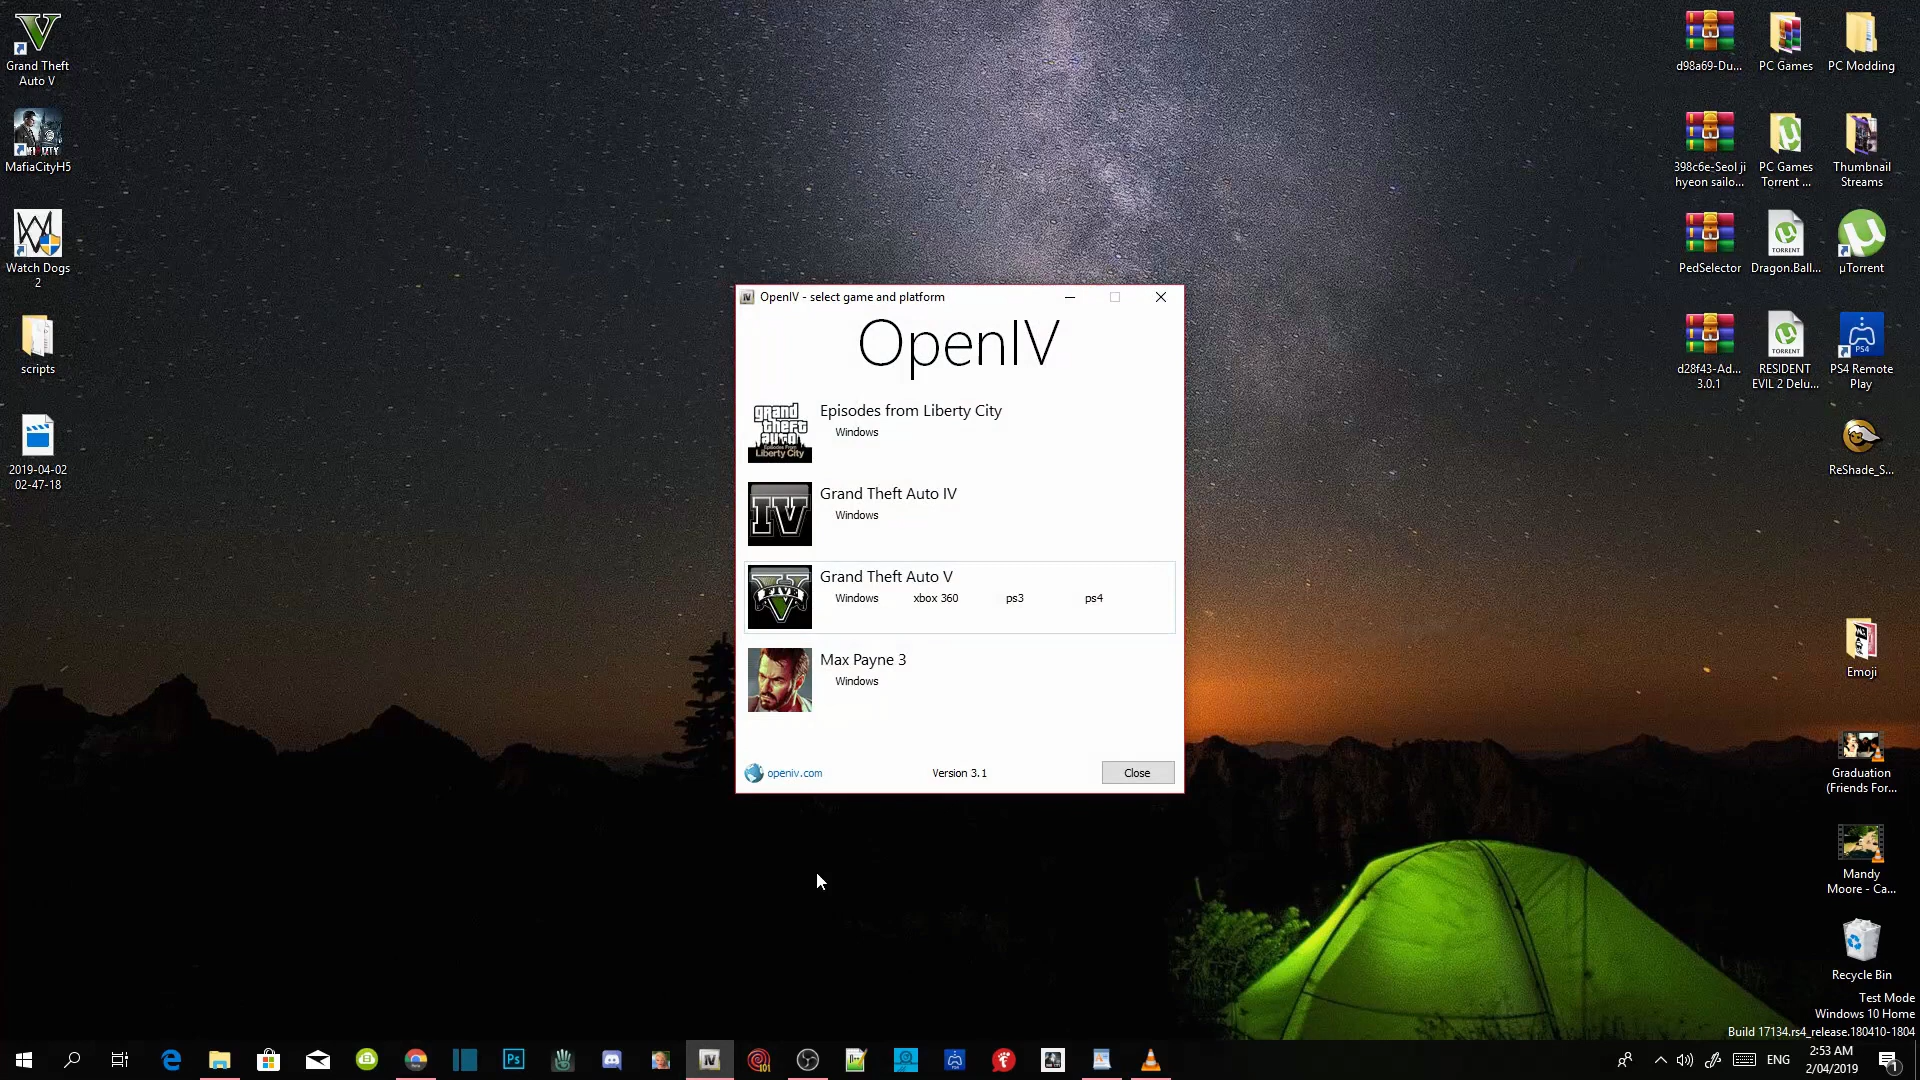 Grand Theft
Auto V
MafiaCityH5
Watch Dogs
2
scripts
2019-04-02
02-47-18
OpenIV - select game and platform
OpenIV
Episodes from Liberty City
Windows
Grand Theft Auto IV
Windows
Grand Theft Auto V
Windows xbox 360 ps3 ps4
Max Payne 3
Windows
openiv.com Version 3.1 Close
d98a69-Du... PC Games PC Modding
398c6e-Seol ji
hyeon sailo...
PC Games
Torrent ...
Thumbnail
Streams
TORRENT
PedSelector Dragon.Ball... µTorrent
TORRENT
PS4
d28f43-Ad...
3.0.1
RESIDENT
EVIL 2 Delu...
PS4 Remote
Play
ReShade_S...
Emoji
Graduation
(Friends For...
Mandy
Moore - Ca...
Recycle Bin
Test Mode
Windows 10 Home
Build 17134.rs4_release.180410-1804
ENG
2:53 AM
2/04/2019
1